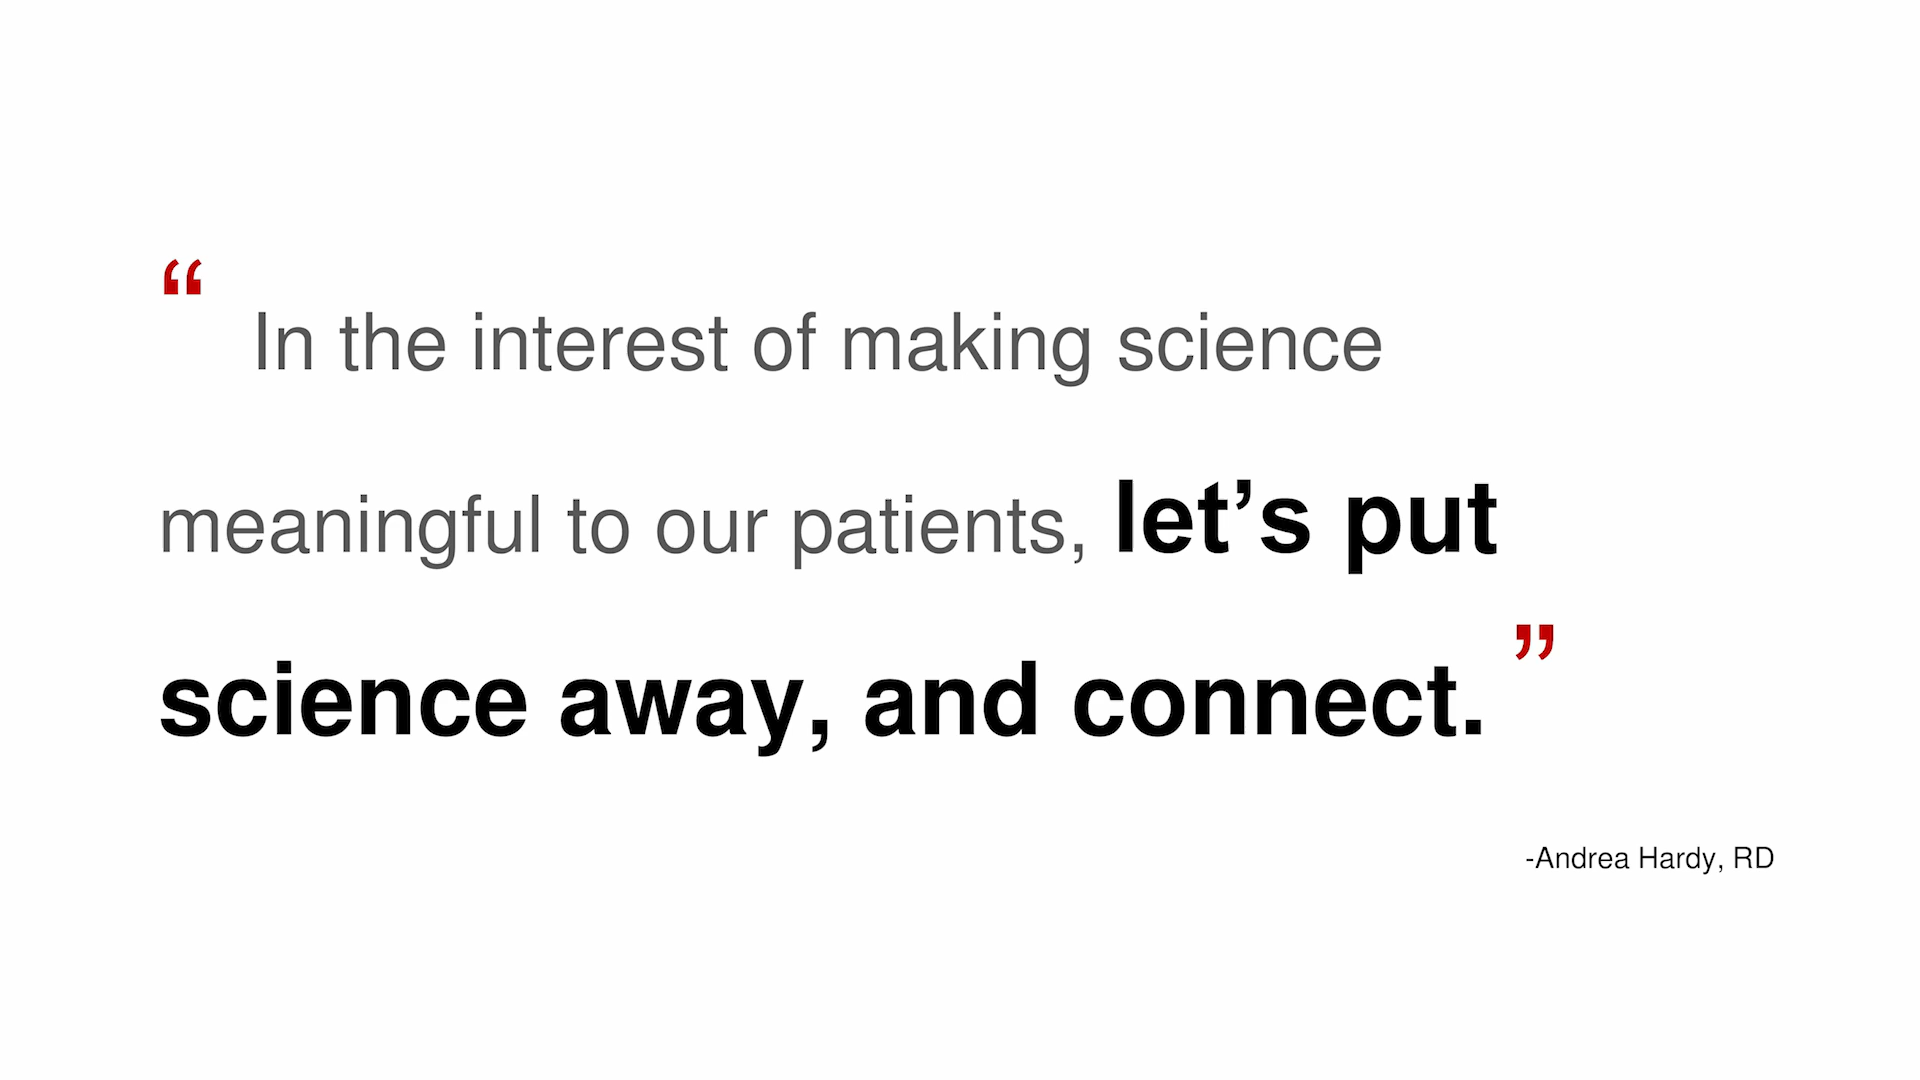 “ In the interest of making science
meaningful to our patients, let’s put
science away, and connect. ”
-Andrea Hardy, RD